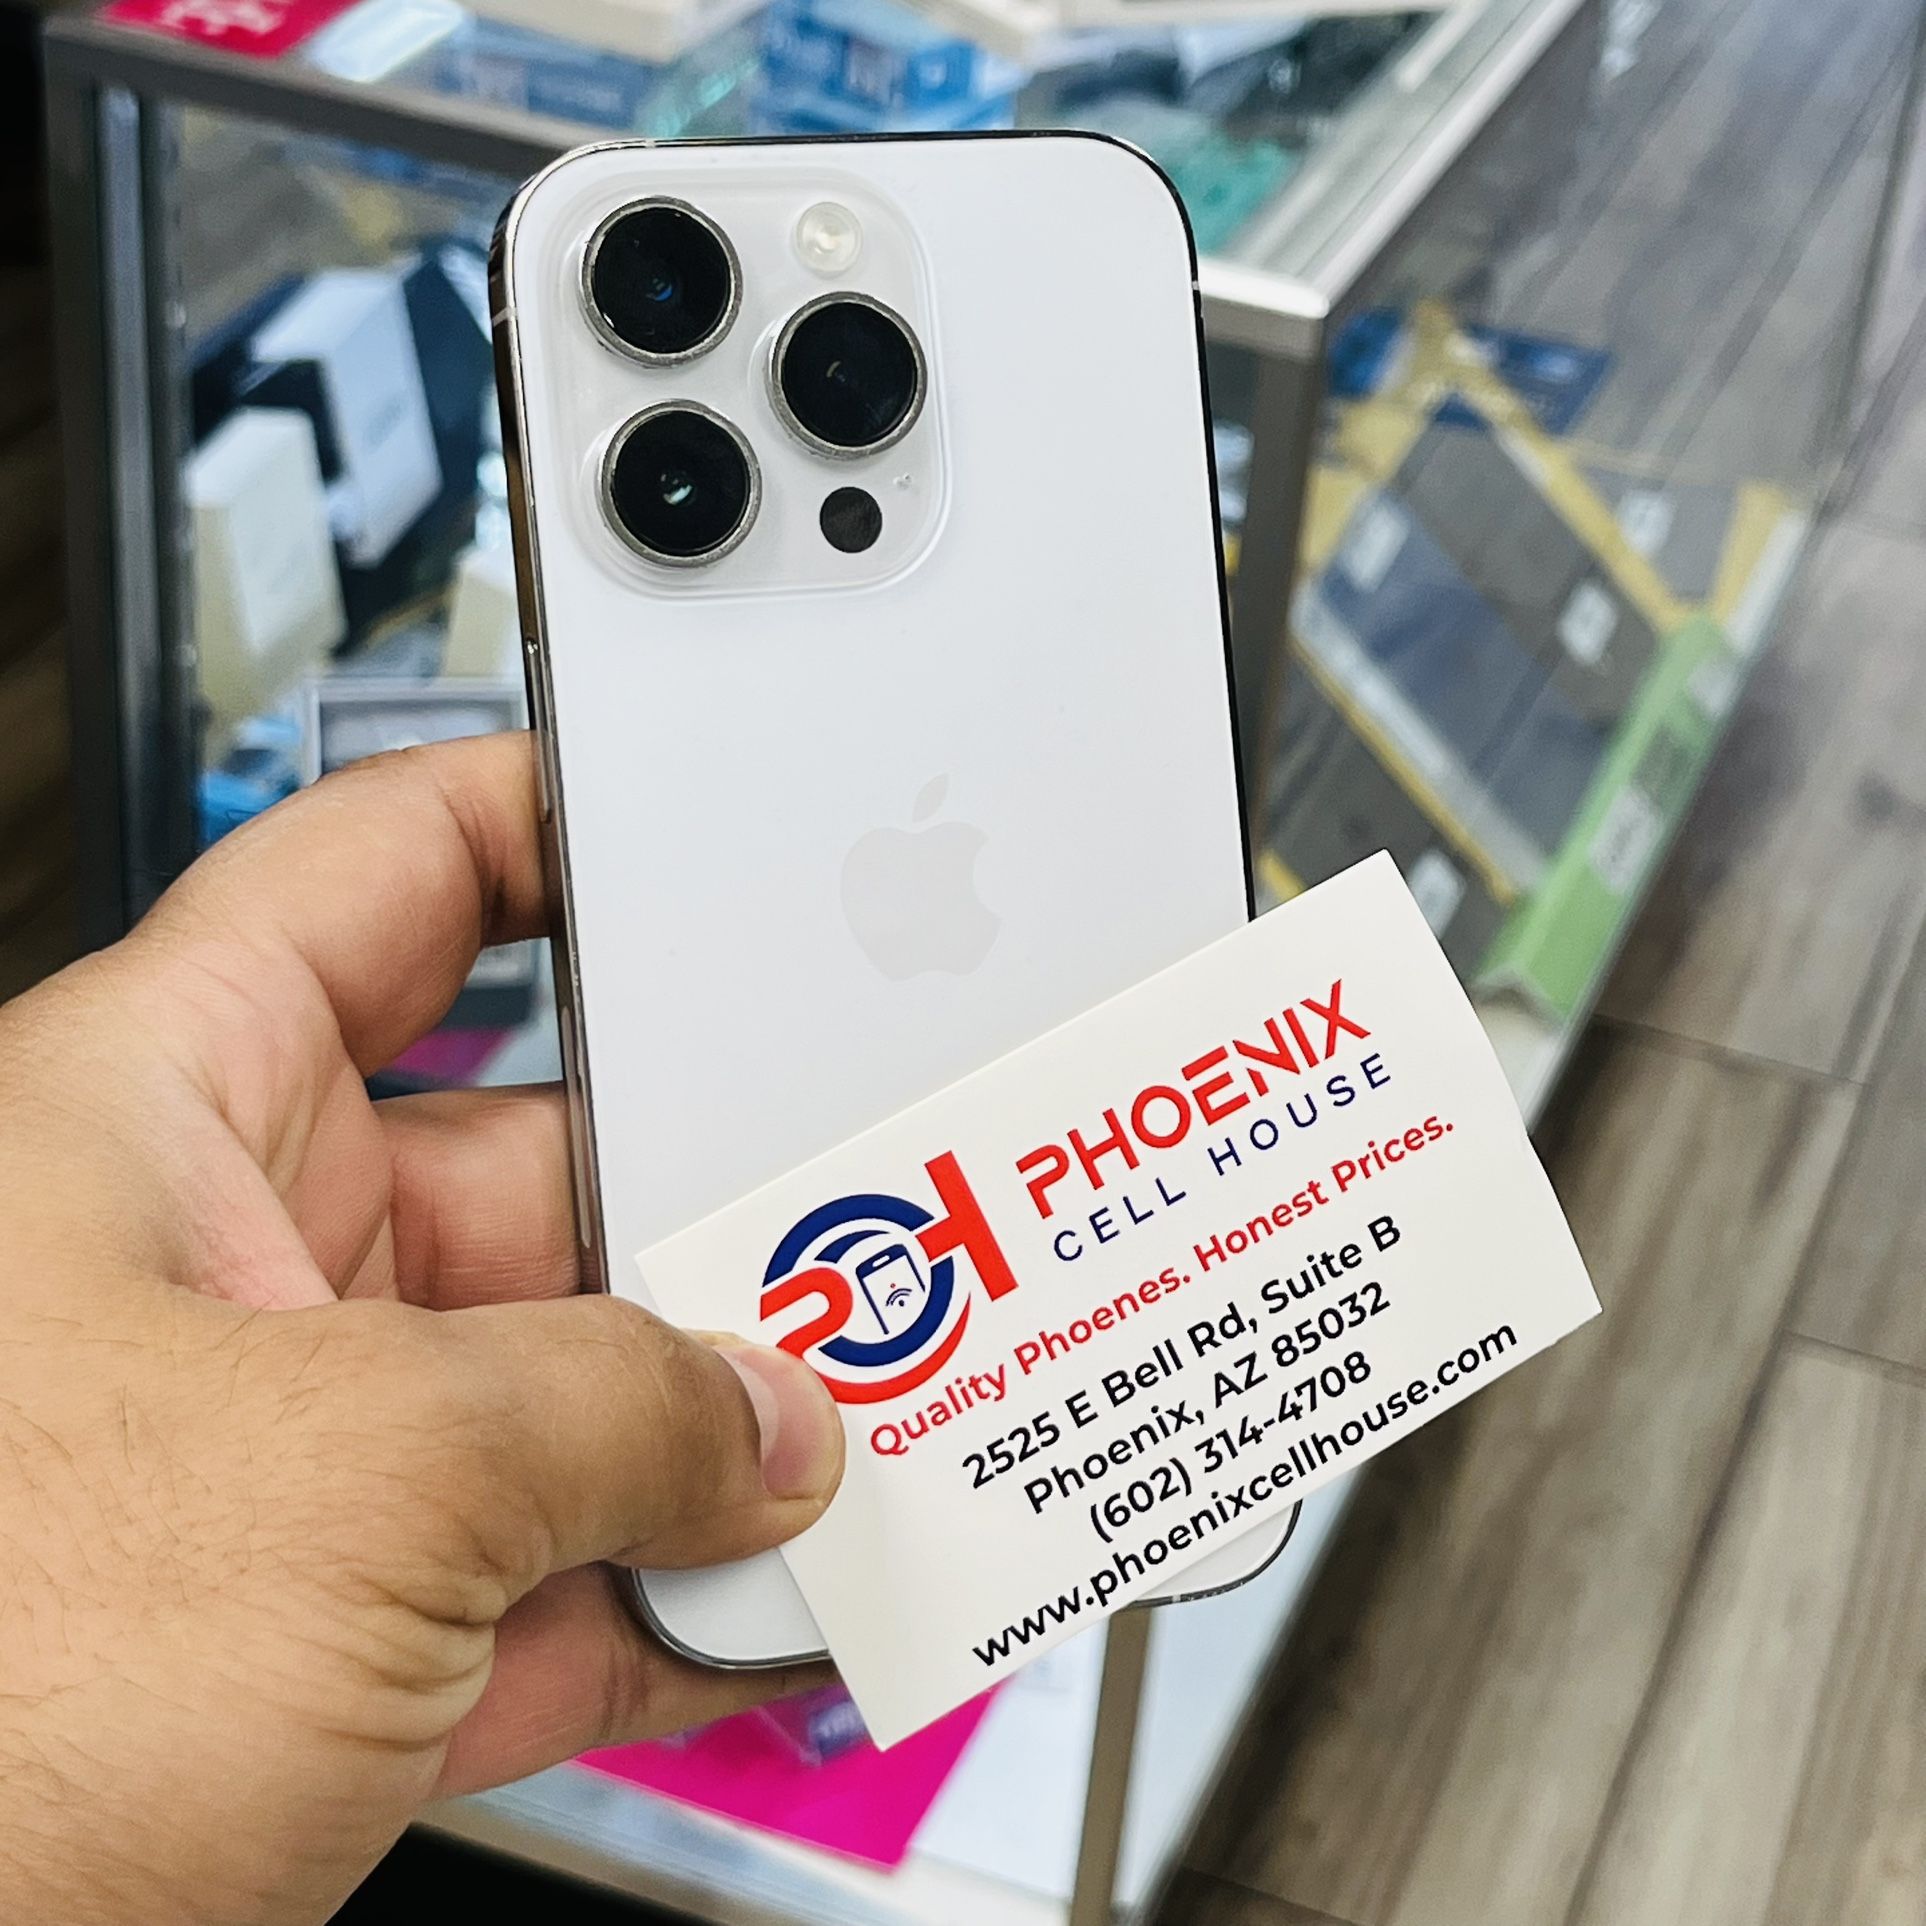 PHOENIX
CELL HOUSE
Quality Phoenes. Honest Prices.
2525 E Bell Rd, Suite B
Phoenix, AZ 85032
(602) 314-4708
www.phoenixcellhouse.com